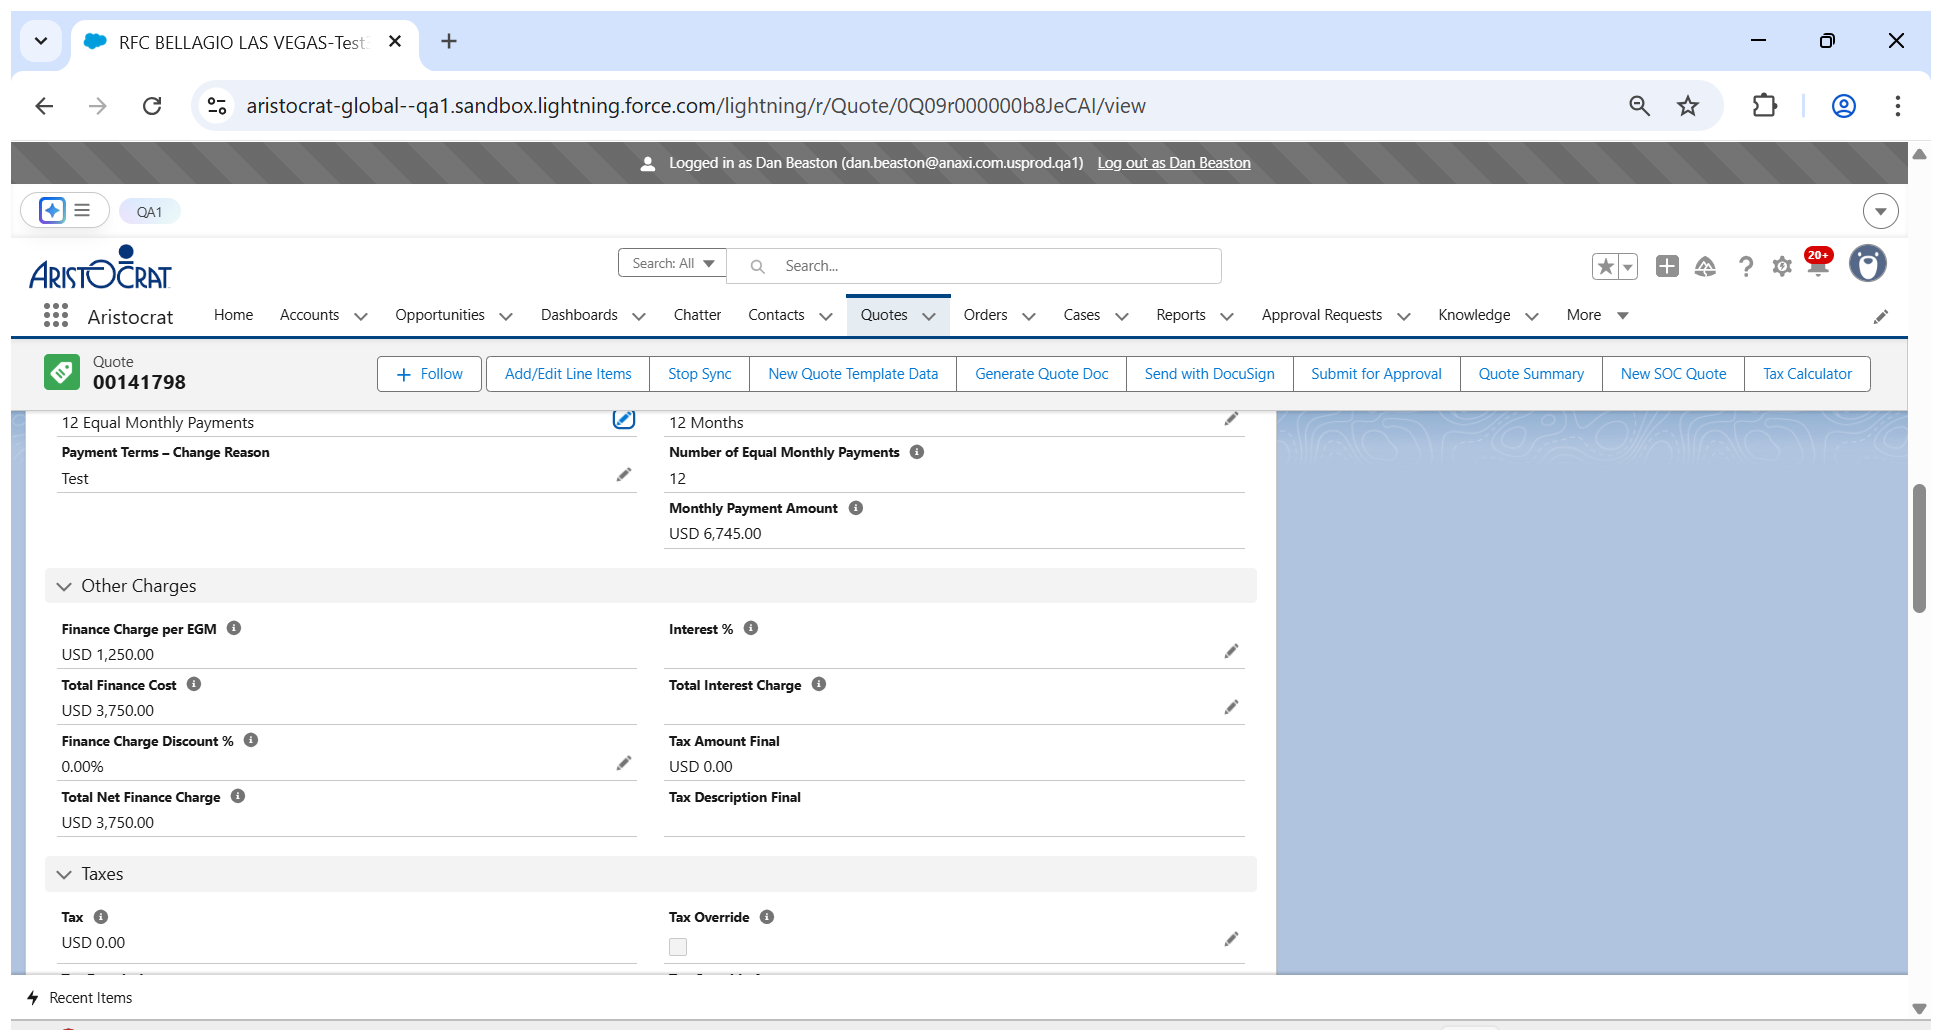 RFC BELLAGIO LAS VEGAS-Test
aristocrat-global--qa1.sandbox.lightning.force.com/lightning/r/Quote/0Q09r000000b8JeCAI/view
Logged in as Dan Beaston (dan.beaston@anaxi.com.usprod.qa1) Log out as Dan Beaston
QA1
ARISTOCRAT
Search: All
Search...
20+
Aristocrat Home Accounts Opportunities Dashboards Chatter Contacts Quotes Orders Cases Reports Approval Requests Knowledge More
Quote
00141798
Follow Add/Edit Line Items Stop Sync New Quote Template Data Generate Quote Doc Send with DocuSign Submit for Approval Quote Summary New SOC Quote Tax Calculator
12 Equal Monthly Payments
12 Months
Payment Terms – Change Reason
Test
Number of Equal Monthly Payments
12
Monthly Payment Amount
USD 6,745.00
Other Charges
Finance Charge per EGM
USD 1,250.00
Interest %
Total Finance Cost
USD 3,750.00
Total Interest Charge
Finance Charge Discount %
0.00%
Tax Amount Final
USD 0.00
Total Net Finance Charge
USD 3,750.00
Tax Description Final
Taxes
Tax
USD 0.00
Tax Override
Recent Items